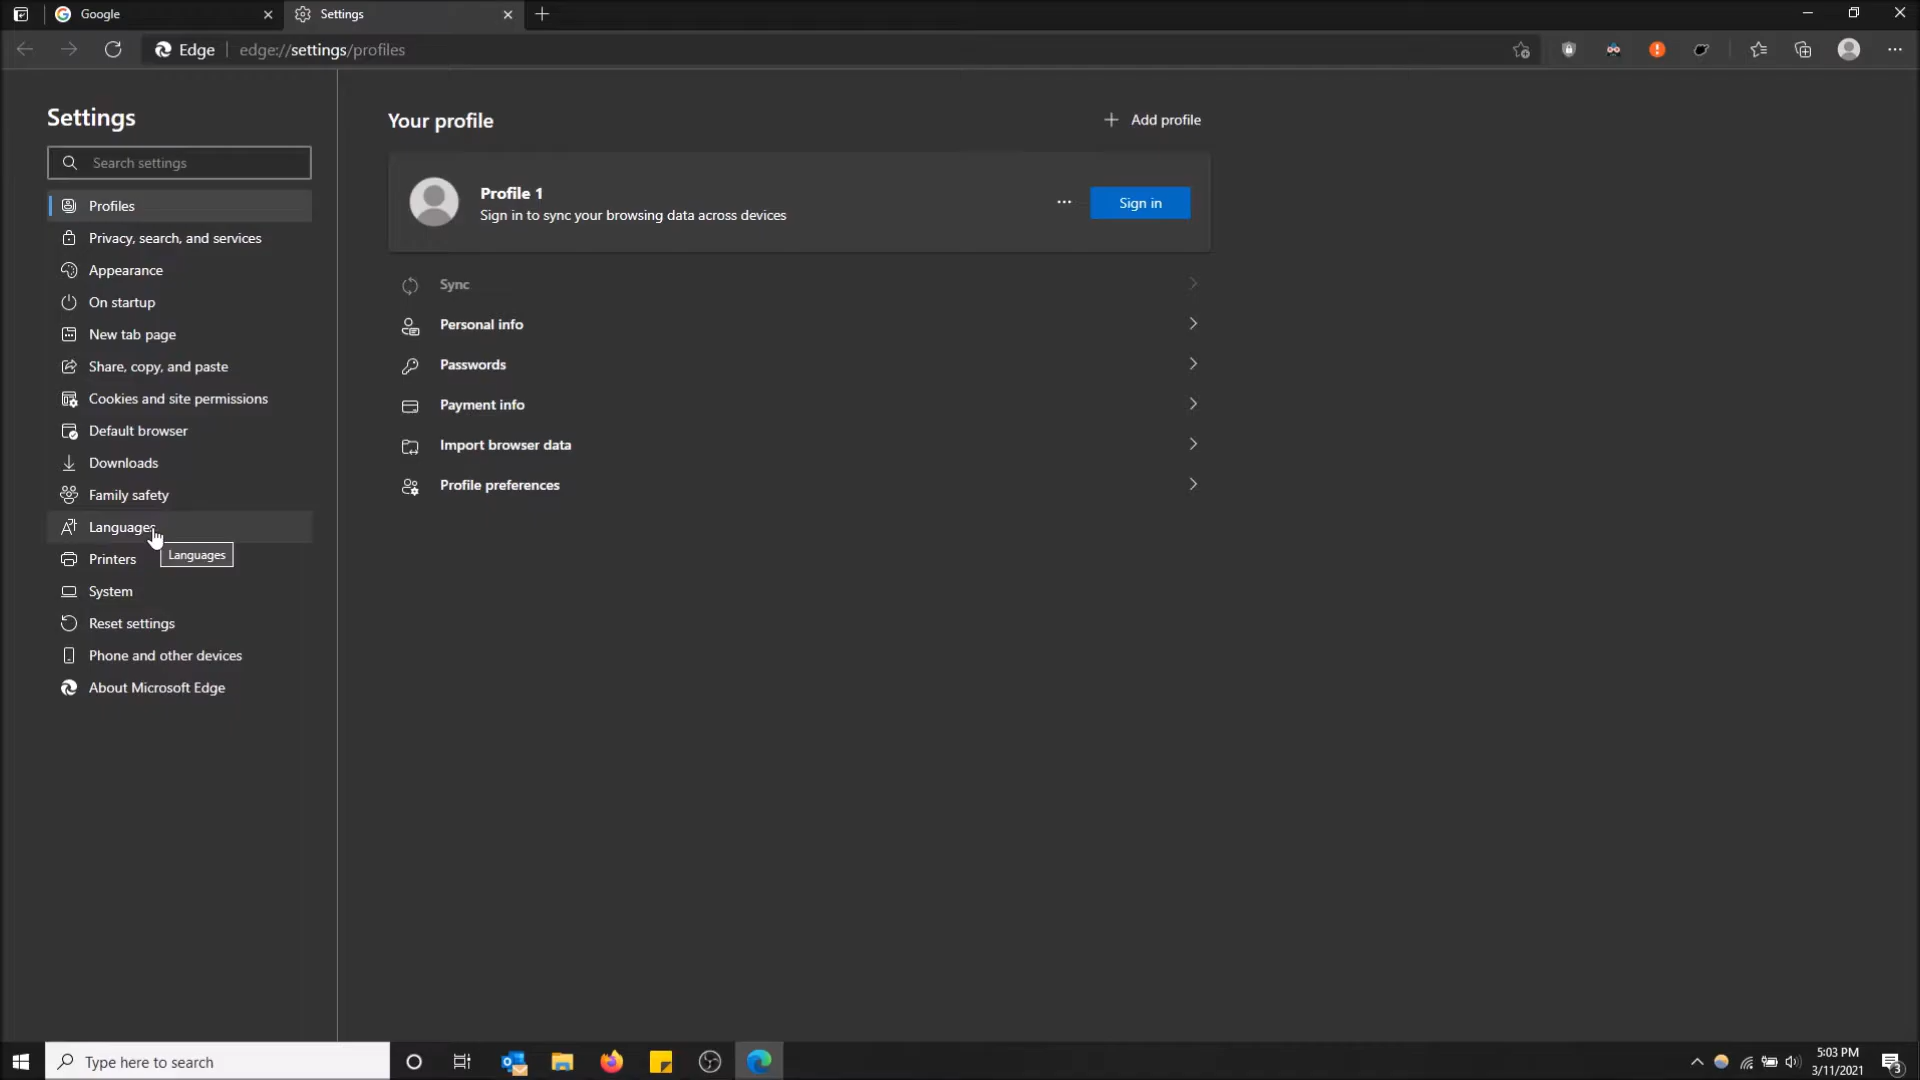 Google
Settings
Edge
edge://settings/profiles
Settings
Search settings
Profiles
Privacy, search, and services
Appearance
On startup
New tab page
Share, copy, and paste
Cookies and site permissions
Default browser
Downloads
Family safety
Languages
Languages
Printers
System
Reset settings
Phone and other devices
About Microsoft Edge
Your profile
Add profile
Profile 1
Sign in to sync your browsing data across devices
Sign in
Sync
Personal info
Passwords
Payment info
Import browser data
Profile preferences
Type here to search
5:03 PM
3/11/2021
3